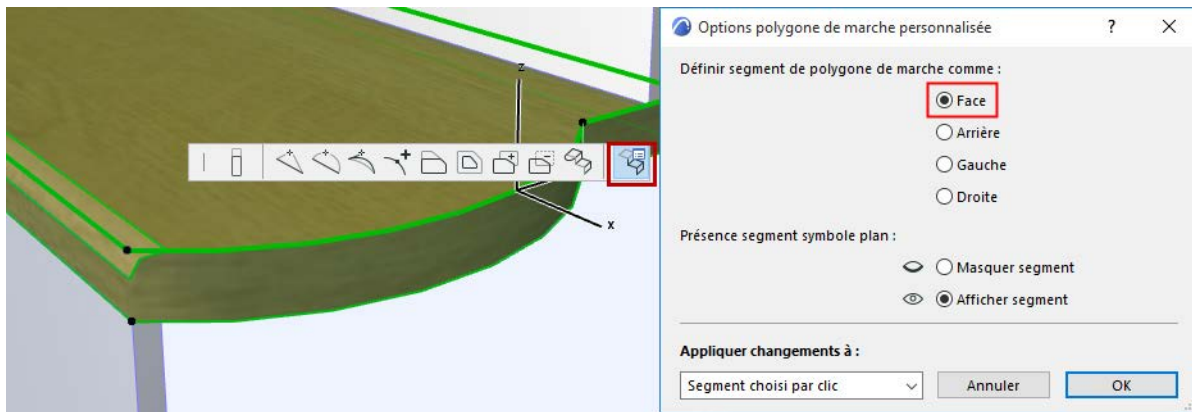 Options polygone de marche personnalisée
?
Définir segment de polygone de marche comme :
Face
Arrière
Gauche
Droite
Présence segment symbole plan :
Masquer segment
Afficher segment
Appliquer changements à :
Segment choisi par clic
Annuler
OK
z
x